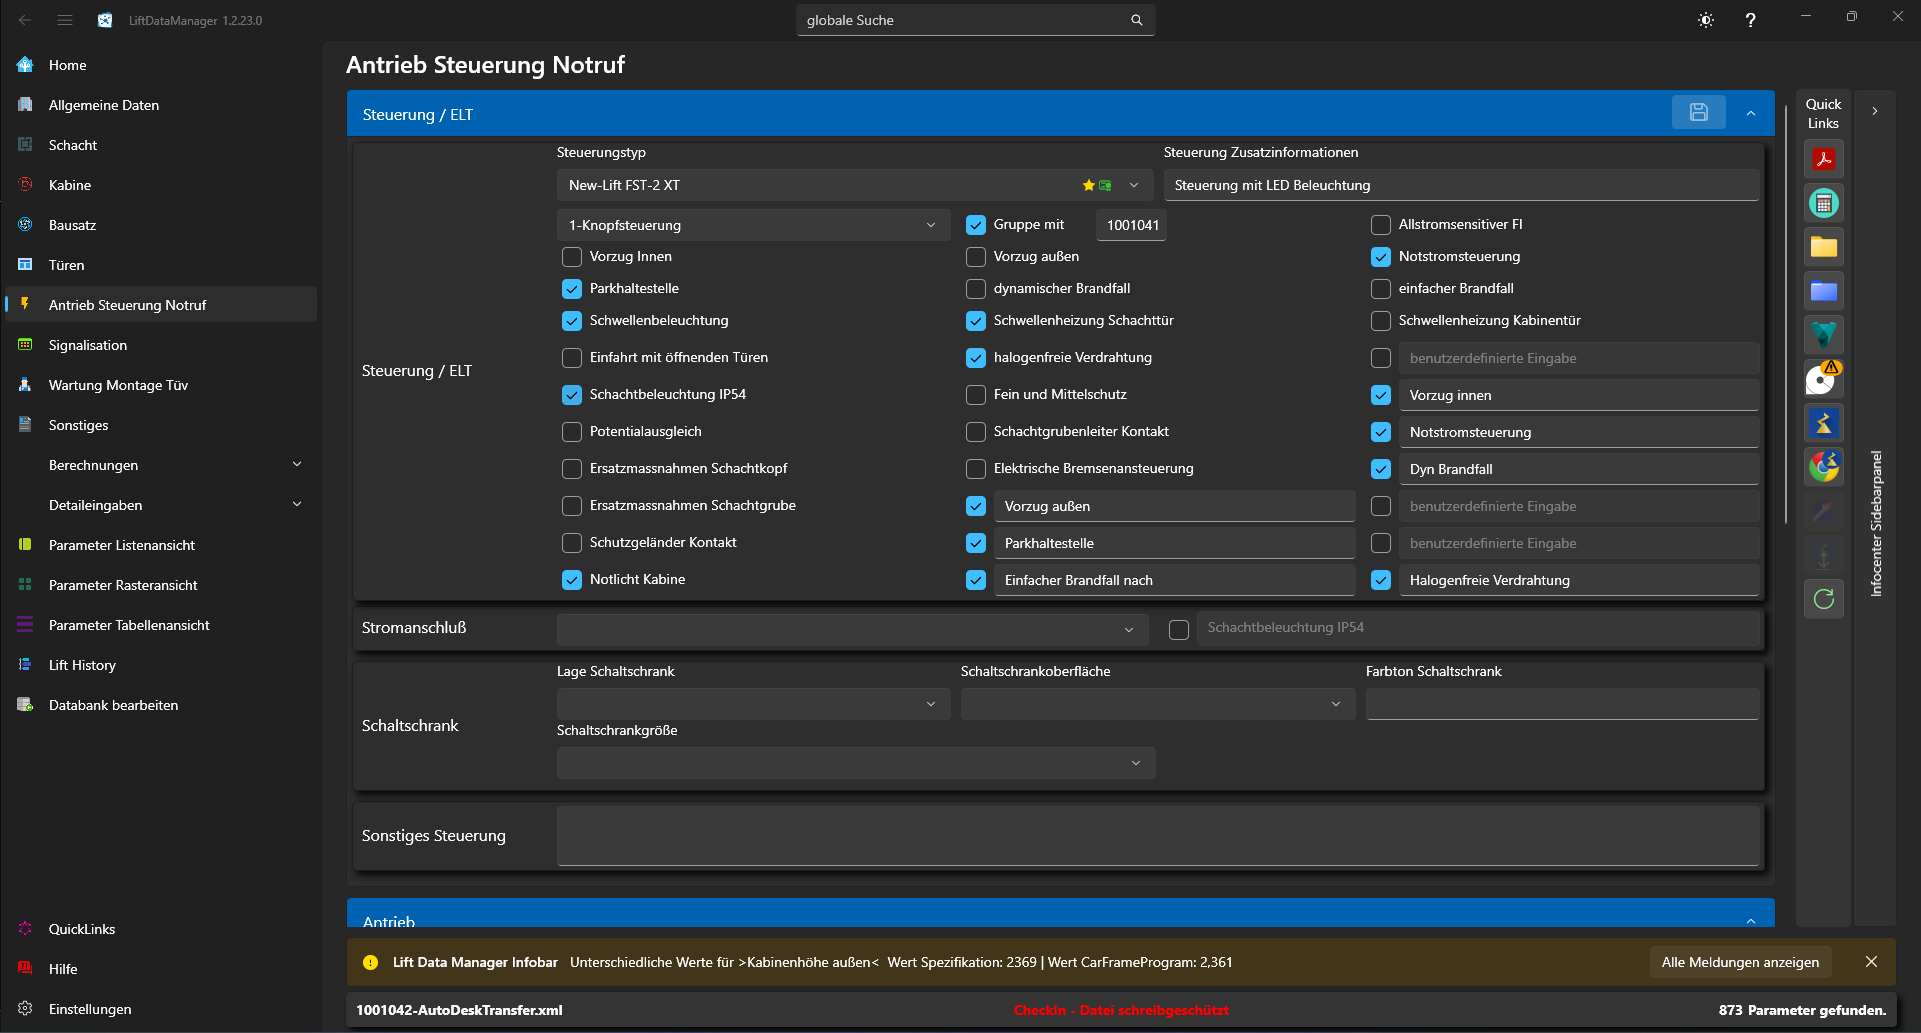 LiftDataManager 1.2.23.0
globale Suche
Home
Allgemeine Daten
Schacht
Kabine
Bausatz
Türen
Antrieb Steuerung Notruf
Signalisation
Wartung Montage Tüv
Sonstiges
Berechnungen
Detaileingaben
Parameter Listenansicht
Parameter Rasteransicht
Parameter Tabellenansicht
Lift History
Databank bearbeiten
QuickLinks
Hilfe
Einstellungen
Antrieb Steuerung Notruf
Steuerung / ELT
Steuerungstyp
Steuerung Zusatzinformationen
New-Lift FST-2 XT
Steuerung mit LED Beleuchtung
Steuerung / ELT
1-Knopfsteuerung
Gruppe mit
1001041
Allstromsensitiver FI
Vorzug Innen
Vorzug außen
Notstromsteuerung
Parkhaltestelle
dynamischer Brandfall
einfacher Brandfall
Schwellenbeleuchtung
Schwellenheizung Schachttür
Schwellenheizung Kabinentür
Einfahrt mit öffnenden Türen
halogenfreie Verdrahtung
benutzerdefinierte Eingabe
Schachtbeleuchtung IP54
Fein und Mittelschutz
Vorzug innen
Potentialausgleich
Schachtgrubenleiter Kontakt
Notstromsteuerung
Ersatzmassnahmen Schachtkopf
Elektrische Bremsenansteuerung
Dyn Brandfall
Ersatzmassnahmen Schachtgrube
Vorzug außen
benutzerdefinierte Eingabe
Schutzgeländer Kontakt
Parkhaltestelle
benutzerdefinierte Eingabe
Notlicht Kabine
Einfacher Brandfall nach
Halogenfreie Verdrahtung
Stromanschluß
Schachtbeleuchtung IP54
Schaltschrank
Lage Schaltschrank
Schaltschrankoberfläche
Farbton Schaltschrank
Schaltschrankgröße
Sonstiges Steuerung
Antrieb
Quick
Links
Infocenter Sidebarpanel
Lift Data Manager Infobar Unterschiedliche Werte für >Kabinenhöhe außen< Wert Spezifikation: 2369 | Wert CarFrameProgram: 2,361
Alle Meldungen anzeigen
1001042-AutoDeskTransfer.xml
CheckIn - Datei schreibgeschützt
873 Parameter gefunden.